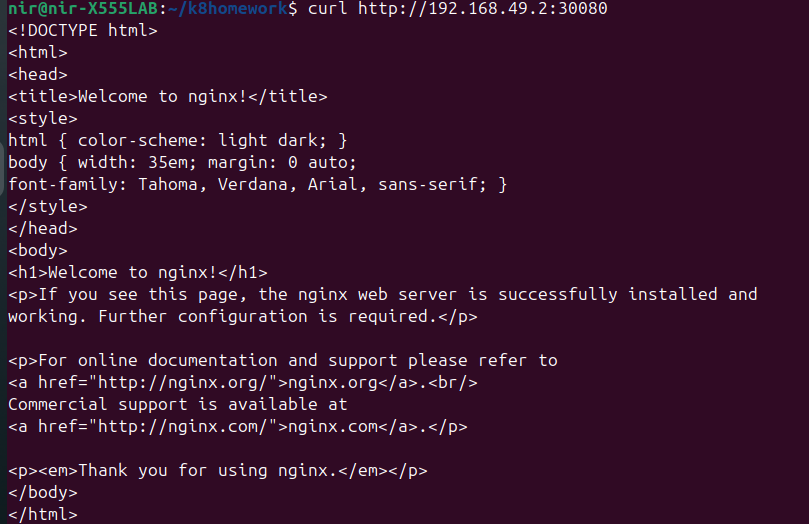 nir@nir-X555LAB:~/k8homework$ curl http://192.168.49.2:30080
<!DOCTYPE html>
<html>
<head>
<title>Welcome to nginx!</title>
<style>
html { color-scheme: light dark; }
body { width: 35em; margin: 0 auto;
font-family: Tahoma, Verdana, Arial, sans-serif; }
</style>
</head>
<body>
<h1>Welcome to nginx!</h1>
<p>If you see this page, the nginx web server is successfully installed and
working. Further configuration is required.</p>

<p>For online documentation and support please refer to
<a href="http://nginx.org/">nginx.org</a>.<br/>
Commercial support is available at
<a href="http://nginx.com/">nginx.com</a>.</p>

<p><em>Thank you for using nginx.</em></p>
</body>
</html>